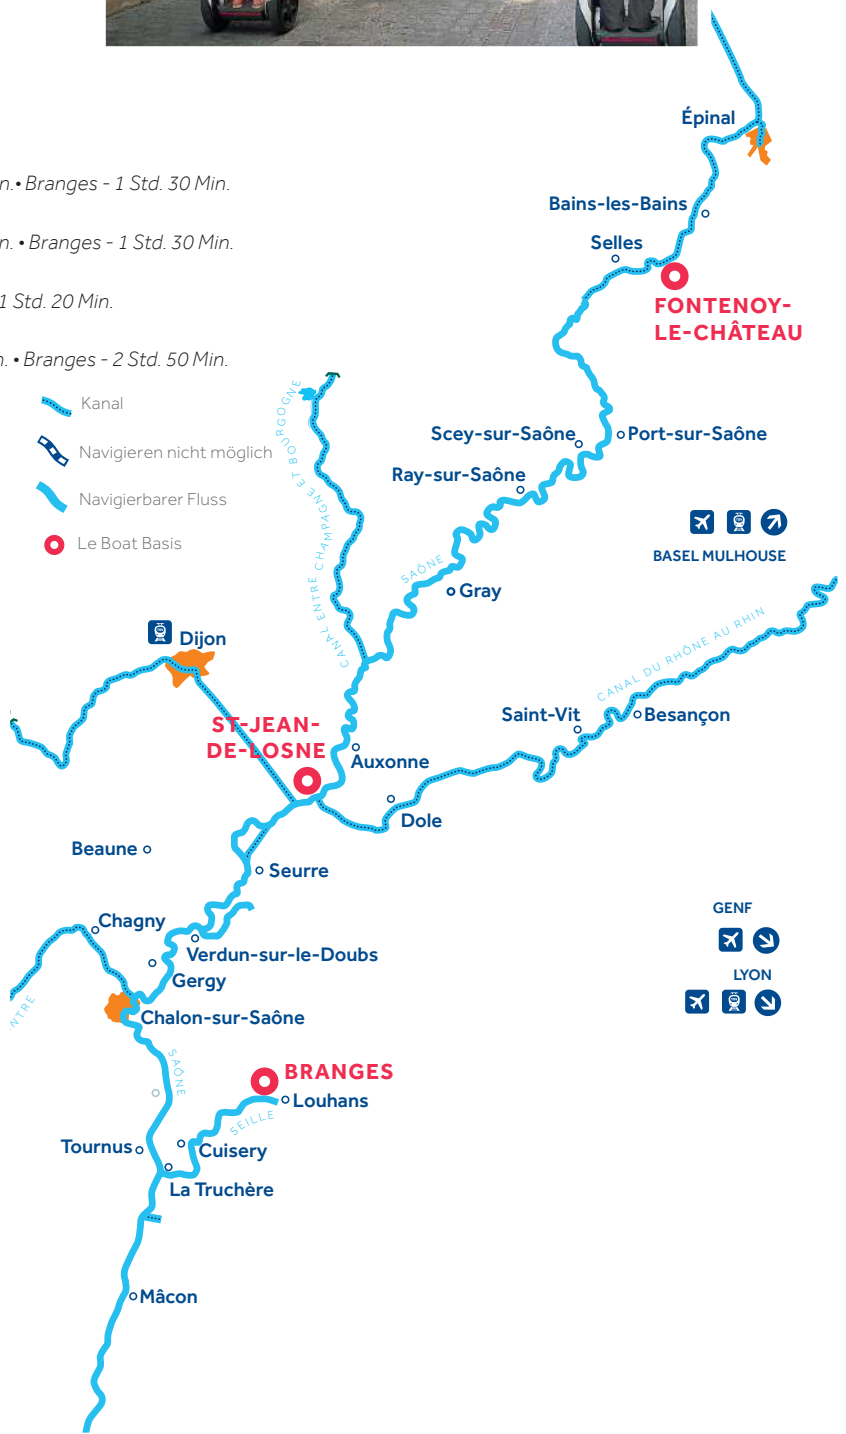 Épinal
n.• Branges - 1 Std. 30 Min.
Bains-les-Bains
n. • Branges - 1 Std. 30 Min.
Selles
1 Std. 20 Min.
FONTENOY-
LE-CHÂTEAU
n. • Branges - 2 Std. 50 Min.
Kanal
Navigieren nicht möglich
Navigierbarer Fluss
Le Boat Basis
CANAL ENTRE CHAMPAGNE ET BOURGOGNE
Scey-sur-Saône
Port-sur-Saône
Ray-sur-Saône
BASEL MULHOUSE
SAÔNE
Gray
CANAL DU RHÔNE AU RHIN
Dijon
ST-JEAN-
DE-LOSNE
Saint-Vit
Besançon
Auxonne
Dole
Beaune
Seurre
Chagny
Verdun-sur-le-Doubs
Gergy
NTRE
Chalon-sur-Saône
GENF
LYON
SAÔNE
BRANGES
Louhans
SEILLE
Tournus
Cuisery
La Truchère
Mâcon